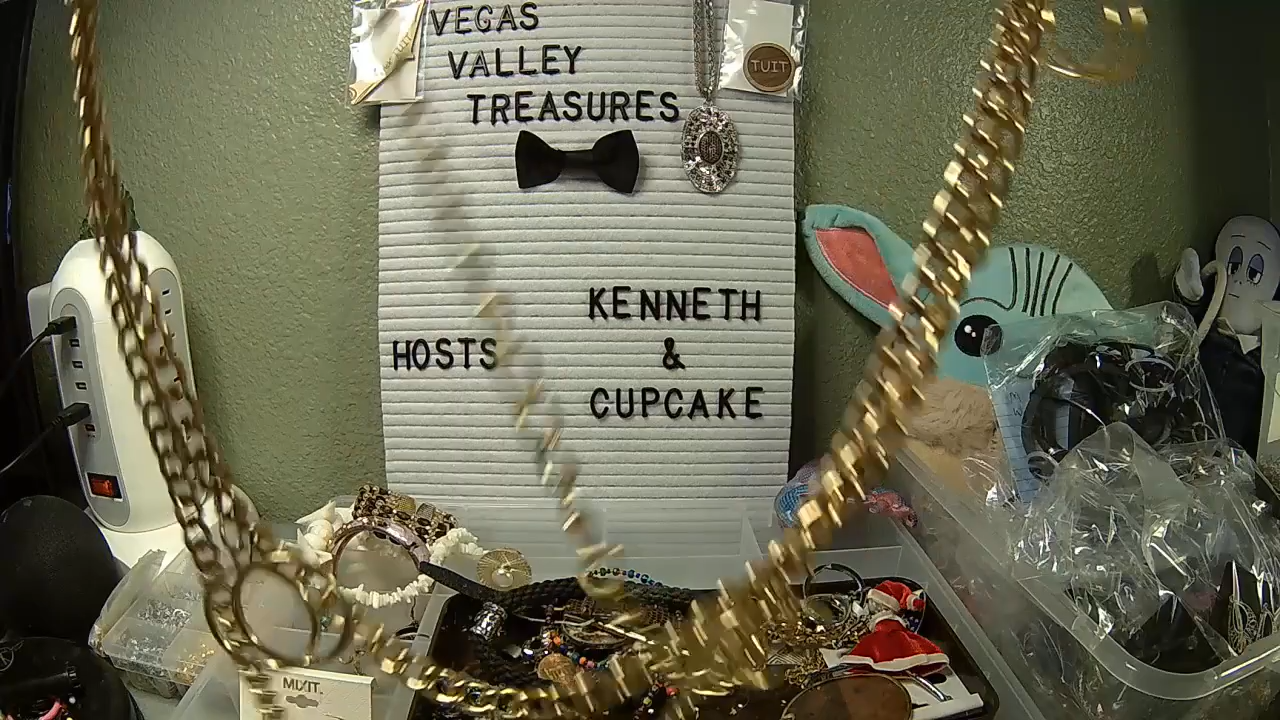 VEGAS
VALLEY
TREASURES
TUIT
KENNETH
HOSTS &
CUPCAKE
MIXIT.